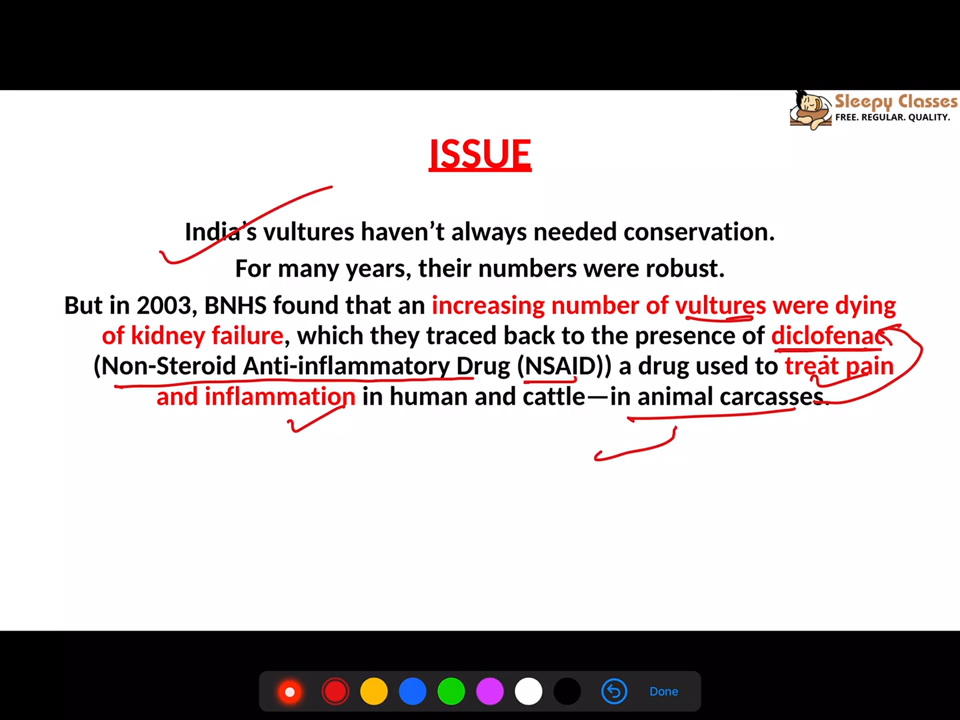 Sleepy Classes
FREE. REGULAR. QUALITY.
ISSUE
India’s vultures haven’t always needed conservation.
For many years, their numbers were robust.
But in 2003, BNHS found that an increasing number of vultures were dying
of kidney failure, which they traced back to the presence of diclofenac
(Non-Steroid Anti-inflammatory Drug (NSAID)) a drug used to treat pain
and inflammation in human and cattle—in animal carcasses.
Done